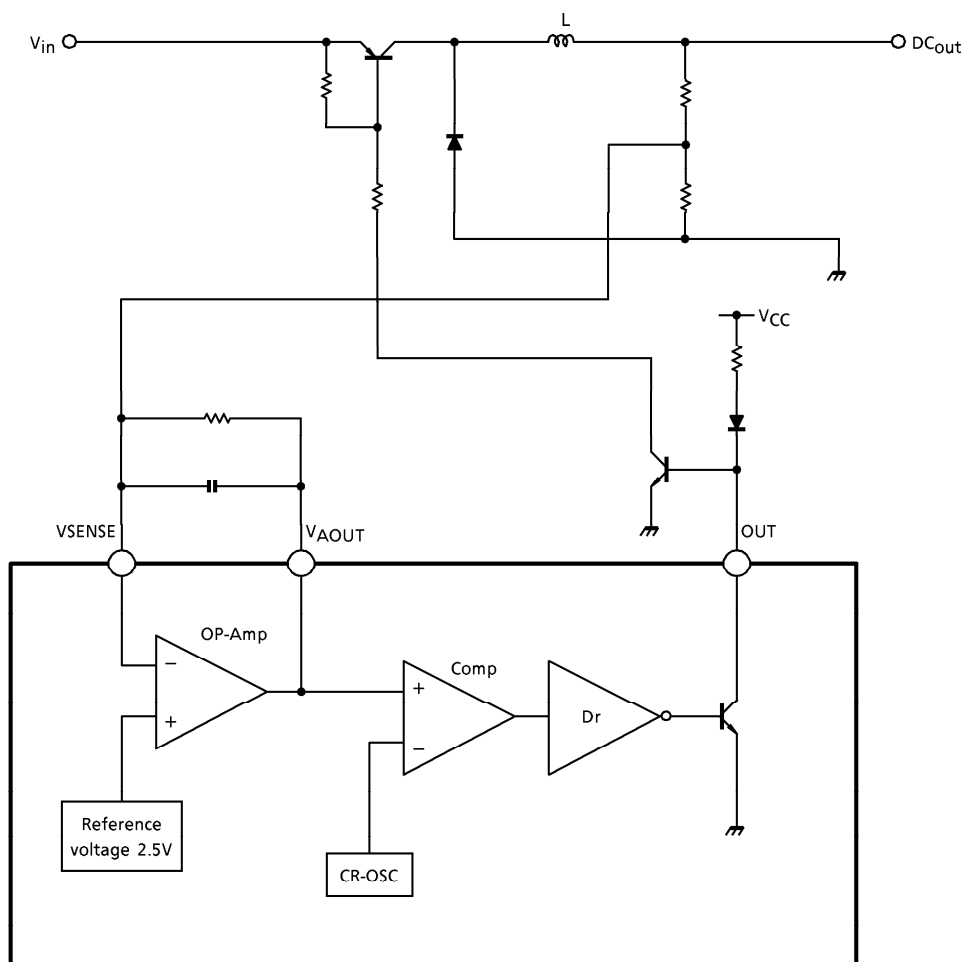 L
Vin
DCout
VCC
VSENSE
VAOUT
OUT
OP-Amp
Comp
−
+
+
−
Dr
Reference
voltage 2.5V
CR-OSC